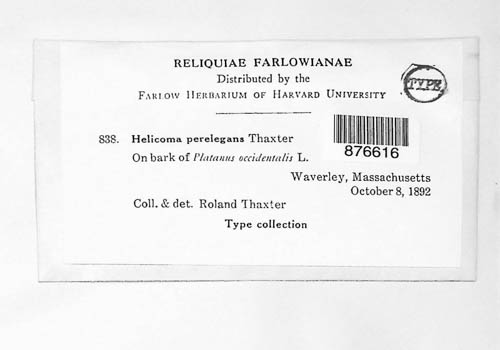 RELIQUIAE FARLOWIANAE
Distributed by the
FARLOW HERBARIUM OF HARVARD UNIVERSITY
TYPE
838. Helicoma perelegans Thaxter
On bark of Platanus occidentalis L.
876616
Waverley, Massachusetts
October 8, 1892
Coll. & det. Roland Thaxter
Type collection